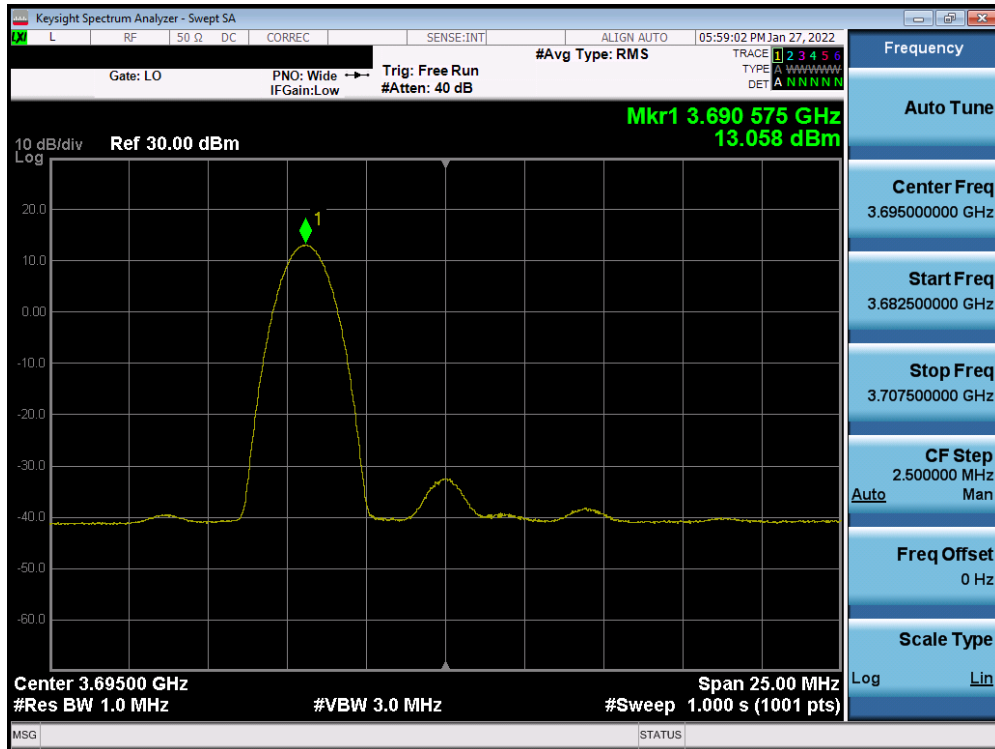 Keysight Spectrum Analyzer - Swept SA
LXI L RF 50 Ω DC CORREC SENSE:INT ALIGN AUTO 05:59:02 PM Jan 27, 2022
Gate: LO
PNO: Wide
IFGain:Low
Trig: Free Run
#Atten: 40 dB
#Avg Type: RMS
TRACE 1 2 3 4 5 6
TYPE A WWWWW
DET A N N N N N
Mkr1 3.690 575 GHz
13.058 dBm
10 dB/div Ref 30.00 dBm
Log
1
20.0
10.0
0.00
-10.0
-20.0
-30.0
-40.0
-50.0
-60.0
Center 3.69500 GHz Span 25.00 MHz
#Res BW 1.0 MHz #VBW 3.0 MHz #Sweep 1.000 s (1001 pts)
MSG STATUS
Frequency
Auto Tune
Center Freq
3.695000000 GHz
Start Freq
3.682500000 GHz
Stop Freq
3.707500000 GHz
CF Step
2.500000 MHz
Auto Man
Freq Offset
0 Hz
Scale Type
Log Lin